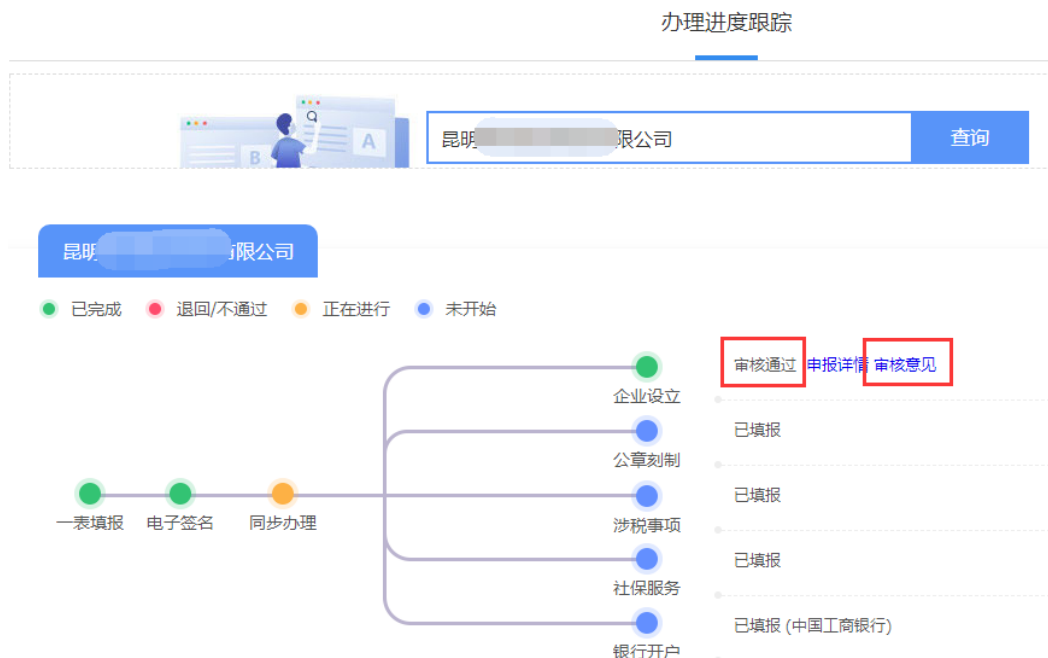 办理进度跟踪
A
B
昆明 限公司
查询
昆明 有限公司
已完成 退回/不通过 正在进行 未开始
审核通过 申报详情 审核意见
企业设立
已填报
公章刻制
已填报
一表填报 电子签名 同步办理
涉税事项
已填报
社保服务
已填报 (中国工商银行)
银行开户